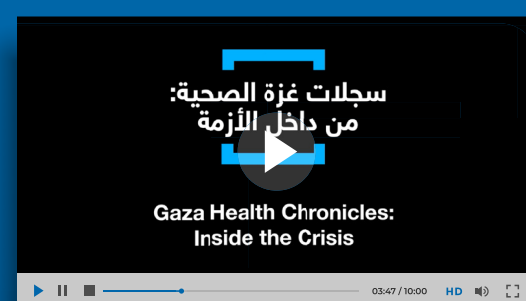 سجلات غزة الصحية:
من داخل الأزمة
Gaza Health Chronicles:
Inside the Crisis
03:47 / 10:00 HD